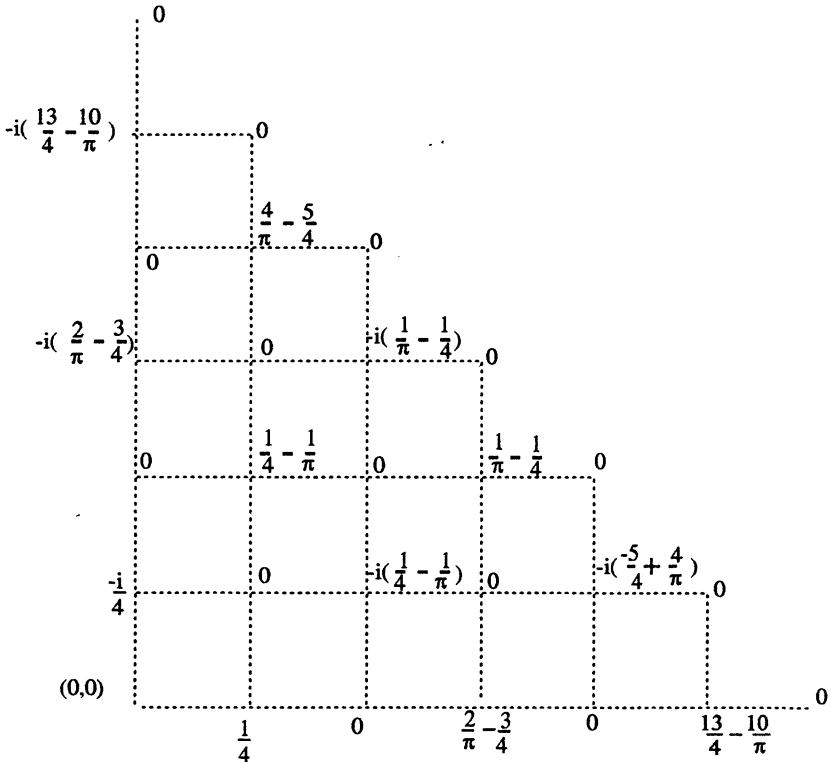 0
-i( 13/4 - 10/π ) 0
4/π - 5/4 0
0
-i( 2/π - 3/4 ) 0 -i( 1/π - 1/4 ) 0
0 1/4 - 1/π 0 1/π - 1/4 0
-i/4 0 -i( 1/4 - 1/π ) 0 -i( -5/4 + 4/π ) 0
(0,0) 0
1/4 0 2/π - 3/4 0 13/4 - 10/π